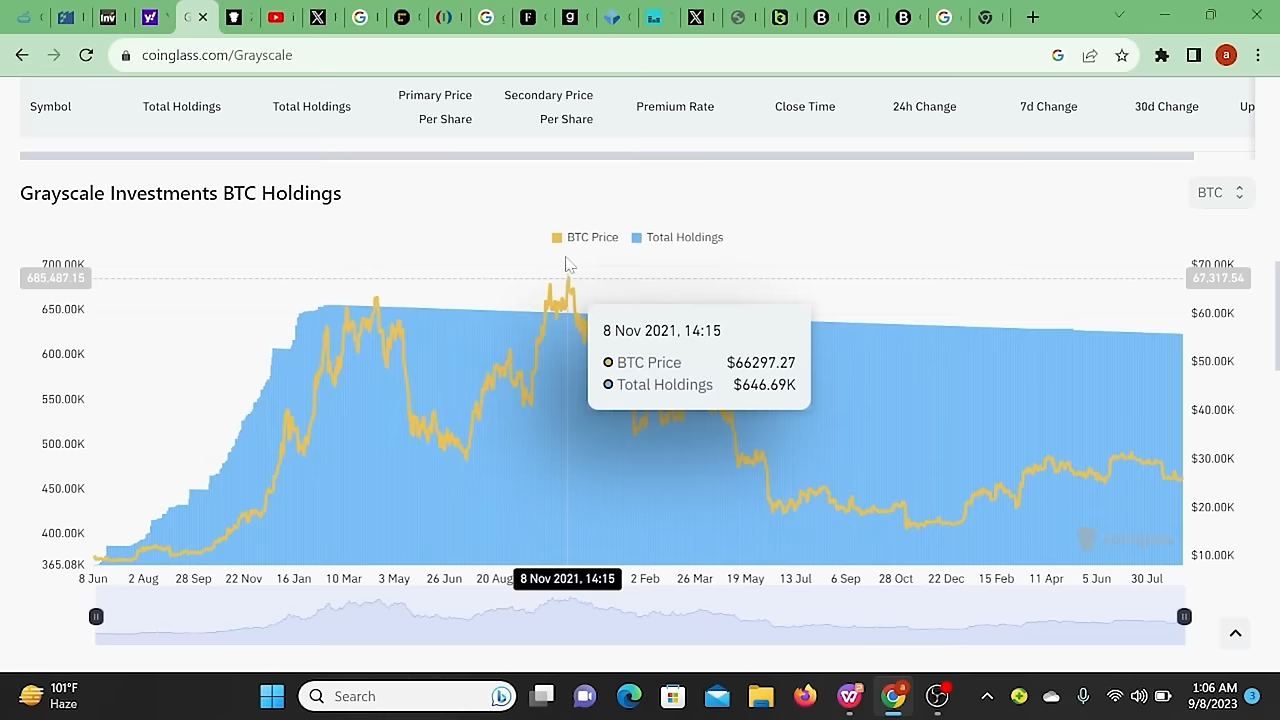 coinglass.com/Grayscale
Symbol Total Holdings Total Holdings Primary Price Per Share Secondary Price Per Share Premium Rate Close Time 24h Change 7d Change 30d Change Up
Grayscale Investments BTC Holdings
BTC
BTC Price Total Holdings
700.00K
685,487.15
650.00K
600.00K
550.00K
500.00K
450.00K
400.00K
365.08K
$70.00K
67,317.54
$60.00K
$50.00K
$40.00K
$30.00K
$20.00K
$10.00K
8 Nov 2021, 14:15
BTC Price $66297.27
Total Holdings $646.69K
coinglass
8 Jun 2 Aug 28 Sep 22 Nov 16 Jan 10 Mar 3 May 26 Jun 20 Aug 8 Nov 2021, 14:15 2 Feb 26 Mar 19 May 13 Jul 6 Sep 28 Oct 22 Dec 15 Feb 11 Apr 5 Jun 30 Jul
101°F
Haze
Search
1:06 AM
9/8/2023
3